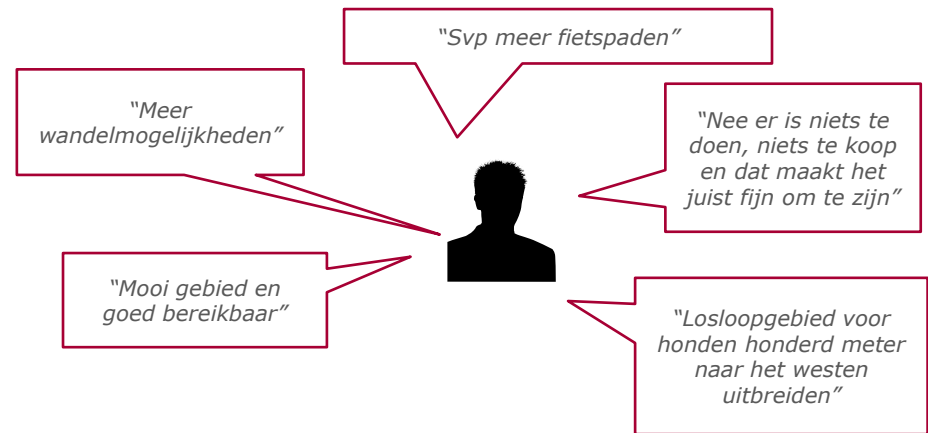 “Svp meer fietspaden”
“Meer
wandelmogelijkheden”
“Nee er is niets te
doen, niets te koop
en dat maakt het
juist fijn om te zijn”
“Mooi gebied en
goed bereikbaar”
“Losloopgebied voor
honden honderd meter
naar het westen
uitbreiden”